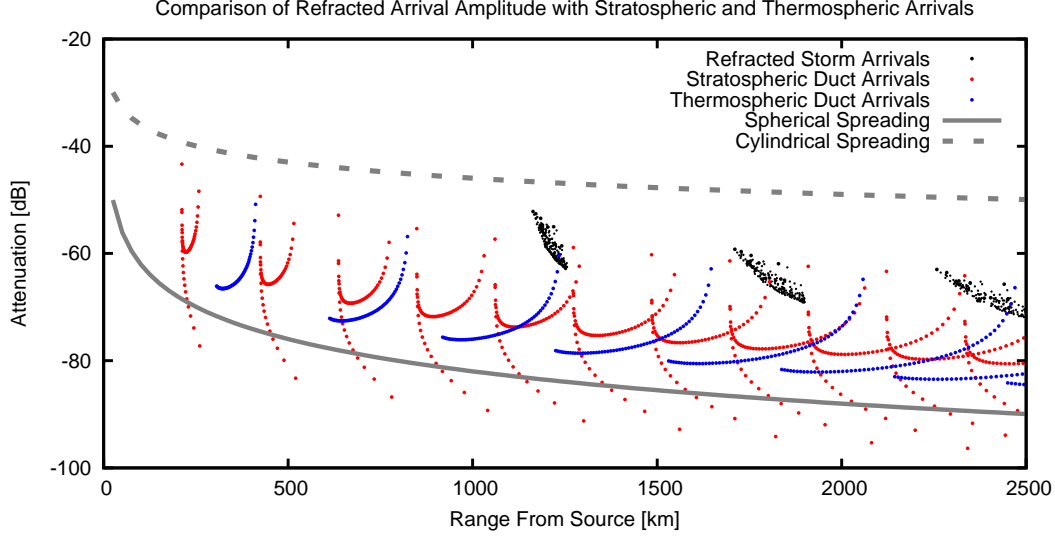 Comparison of Refracted Arrival Amplitude with Stratospheric and Thermospheric Arrivals
-20
-40
-60
-80
-100
Attenuation [dB]
Refracted Storm Arrivals
Stratospheric Duct Arrivals
Thermospheric Duct Arrivals
Spherical Spreading
Cylindrical Spreading
0 500 1000 1500 2000 2500
Range From Source [km]